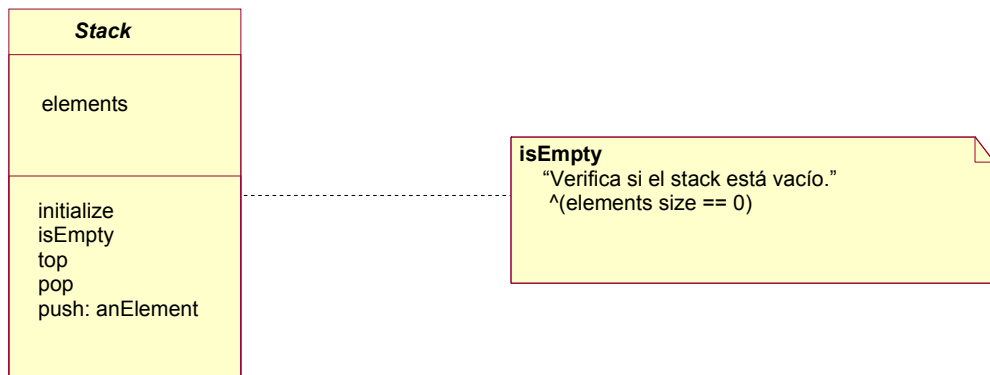 Stack
elements
initialize
isEmpty
top
pop
push: anElement
isEmpty
“Verifica si el stack está vacío.”
^(elements size == 0)